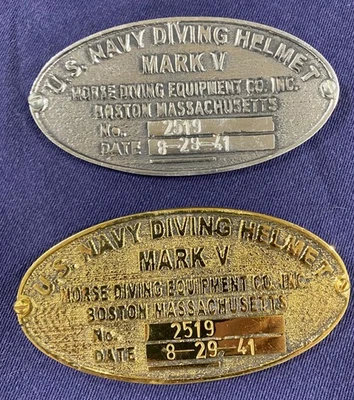 U.S. NAVY DIVING HELMET
MARK V
MORSE DIVING EQUIPMENT CO. INC.
BOSTON MASSACHUSETTS
No. 2519
DATE 8-29-41
U.S. NAVY DIVING HELMET
MARK V
MORSE DIVING EQUIPMENT CO. INC.
BOSTON MASSACHUSETTS
No. 2519
DATE 8-29-41